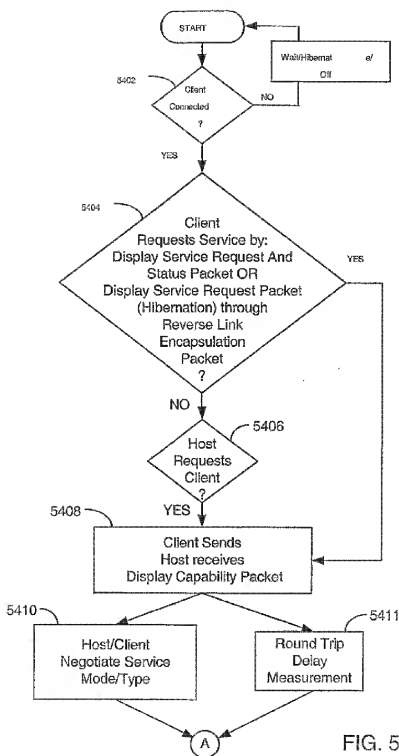 START
Wait/Hibernat e/
Off
5402
Client
Connected
?
NO
YES
5404
Client
Requests Service by:
Display Service Request And
Status Packet OR
Display Service Request Packet
(Hibernation) through
Reverse Link
Encapsulation
Packet
?
YES
NO
5406
Host
Requests
Client
?
YES
5408
Client Sends
Host receives
Display Capability Packet
5410
Host/Client
Negotiate Service
Mode/Type
5411
Round Trip
Delay
Measurement
A
FIG. 5